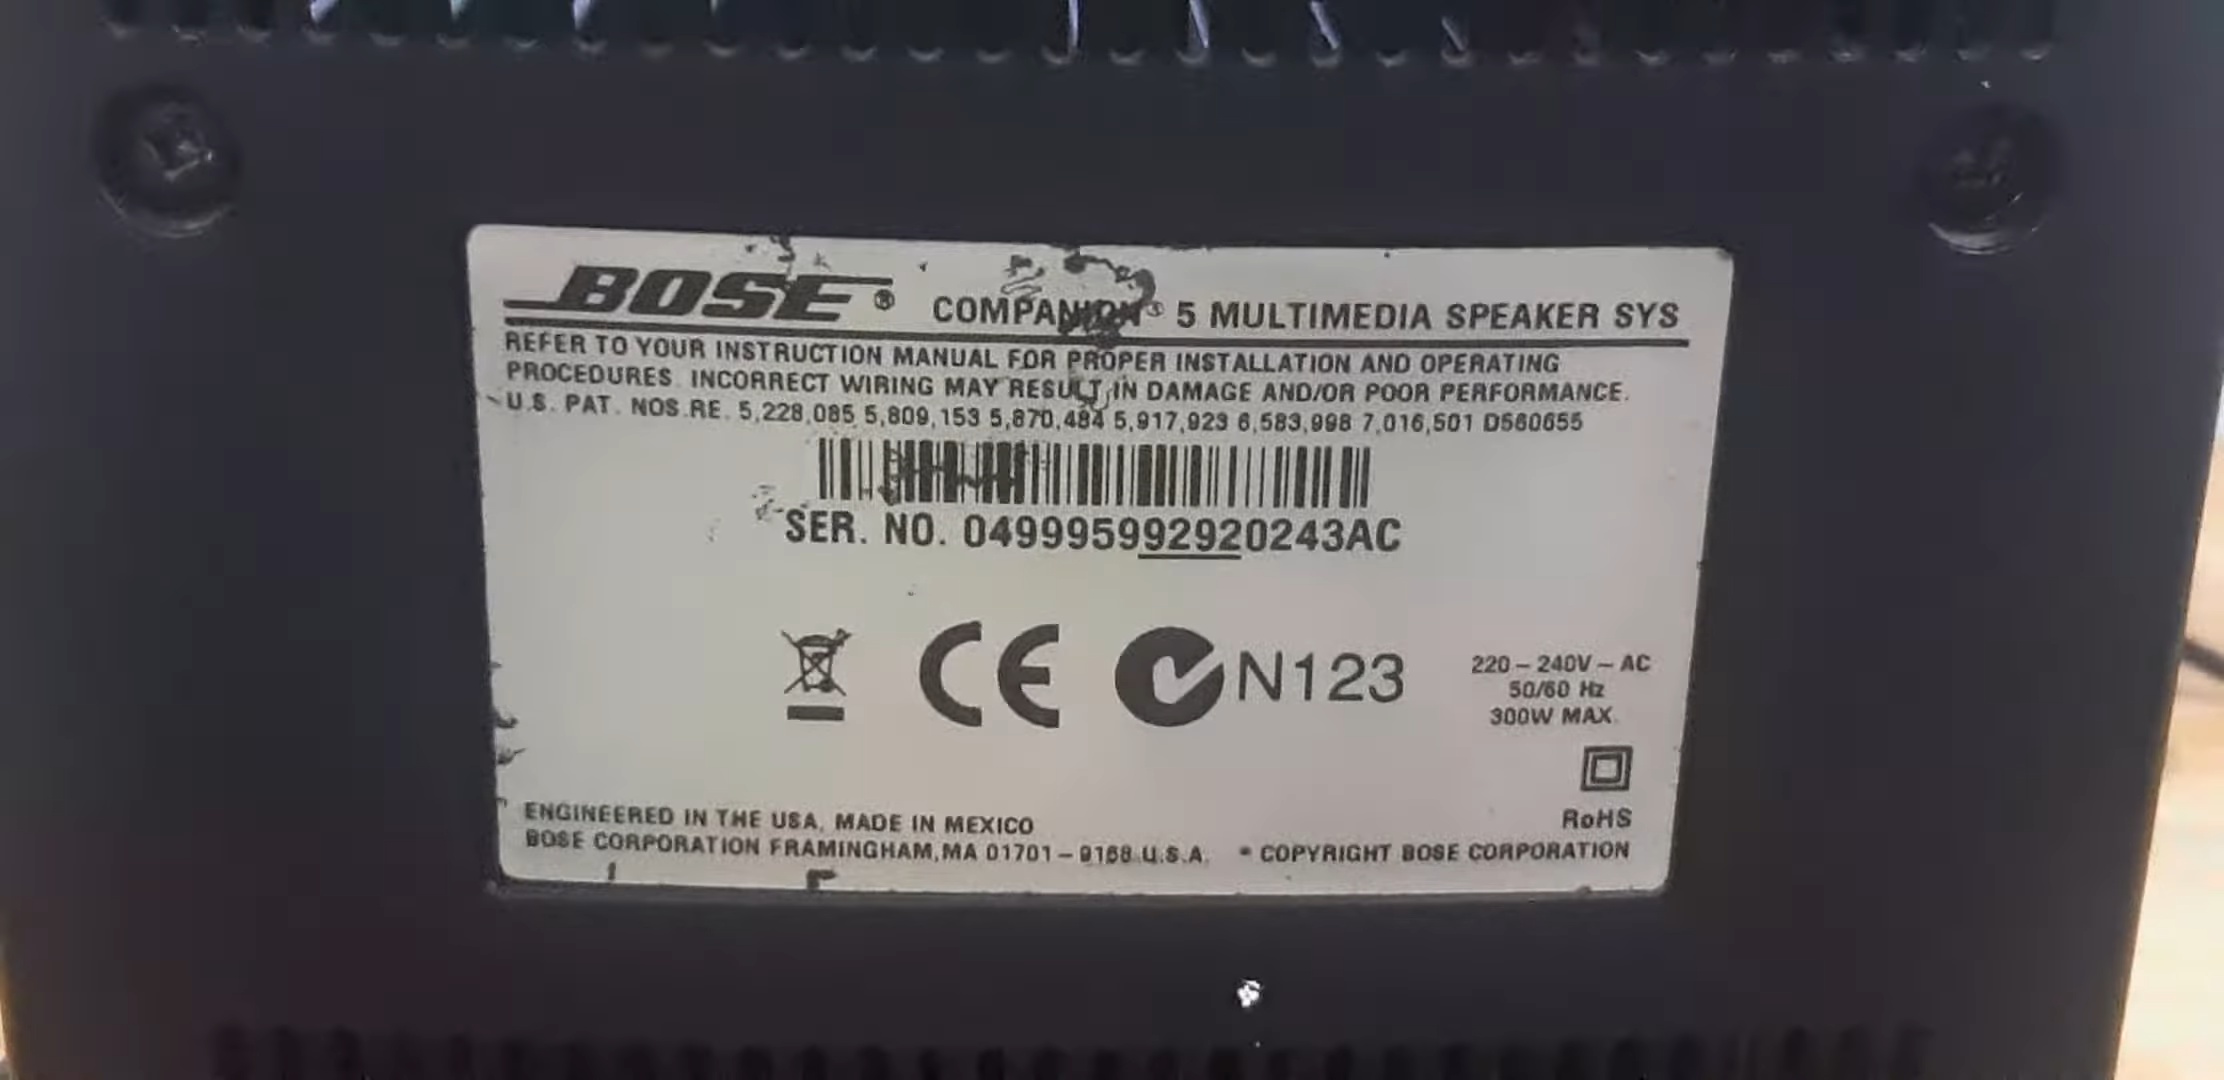 BOSE® COMPANION® 5 MULTIMEDIA SPEAKER SYS
REFER TO YOUR INSTRUCTION MANUAL FOR PROPER INSTALLATION AND OPERATING
PROCEDURES. INCORRECT WIRING MAY RESULT IN DAMAGE AND/OR POOR PERFORMANCE.
U.S. PAT. NOS.RE. 5,228,085 5,809,153 5,870,484 5,917,923 6,583,998 7,016,501 D560655
SER. NO. 049995992920243AC
CE N123
220-240V~AC
50/60 Hz
300W MAX.
RoHS
ENGINEERED IN THE USA, MADE IN MEXICO
BOSE CORPORATION FRAMINGHAM,MA 01701-9168 U.S.A. © COPYRIGHT BOSE CORPORATION